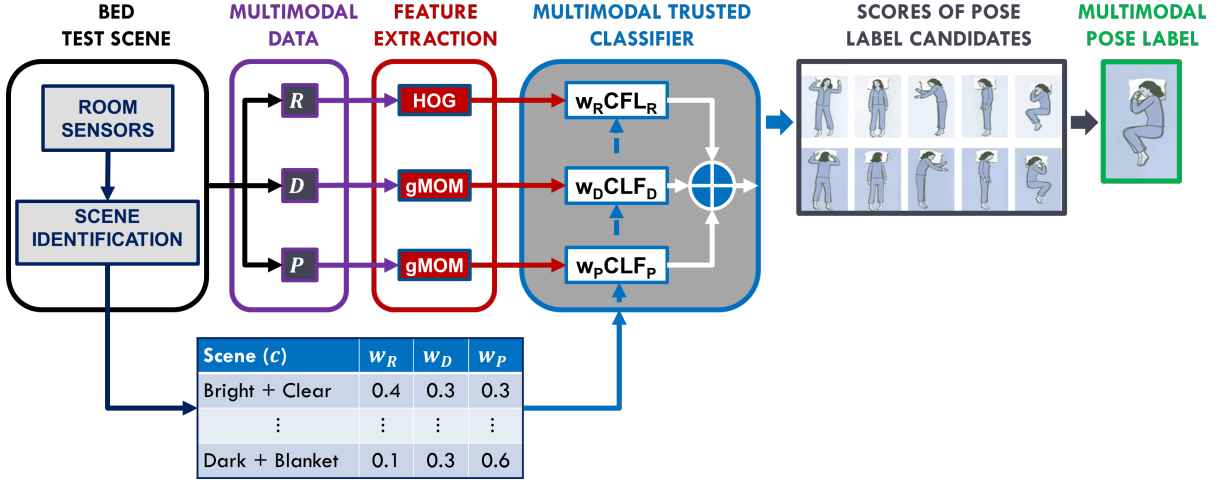 BED
TEST SCENE
MULTIMODAL
DATA
FEATURE
EXTRACTION
MULTIMODAL TRUSTED
CLASSIFIER
SCORES OF POSE
LABEL CANDIDATES
MULTIMODAL
POSE LABEL
ROOM
SENSORS
SCENE
IDENTIFICATION
R
D
P
HOG
gMOM
gMOM
wRCFLR
wDCLFD
wPCLFP
Scene (c) wR wD wP
Bright + Clear 0.4 0.3 0.3
⋮ ⋮ ⋮ ⋮
Dark + Blanket 0.1 0.3 0.6